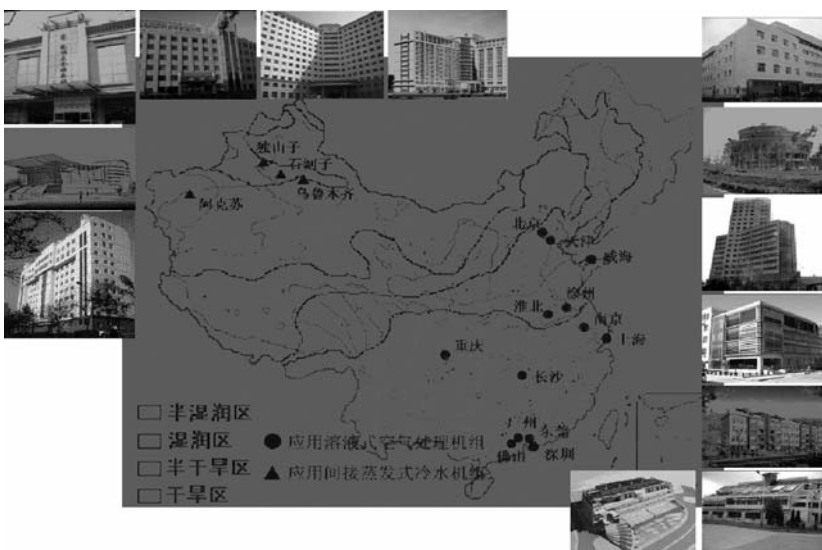 独山子
石河子
乌鲁木齐
阿克苏
北京
天津
威海
徐州
淮北
南京
上海
重庆
长沙
广州
东莞
佛山
深圳
半湿润区
湿润区
半干旱区
干旱区
应用溶液式空气处理机组
应用间接蒸发式冷水机组